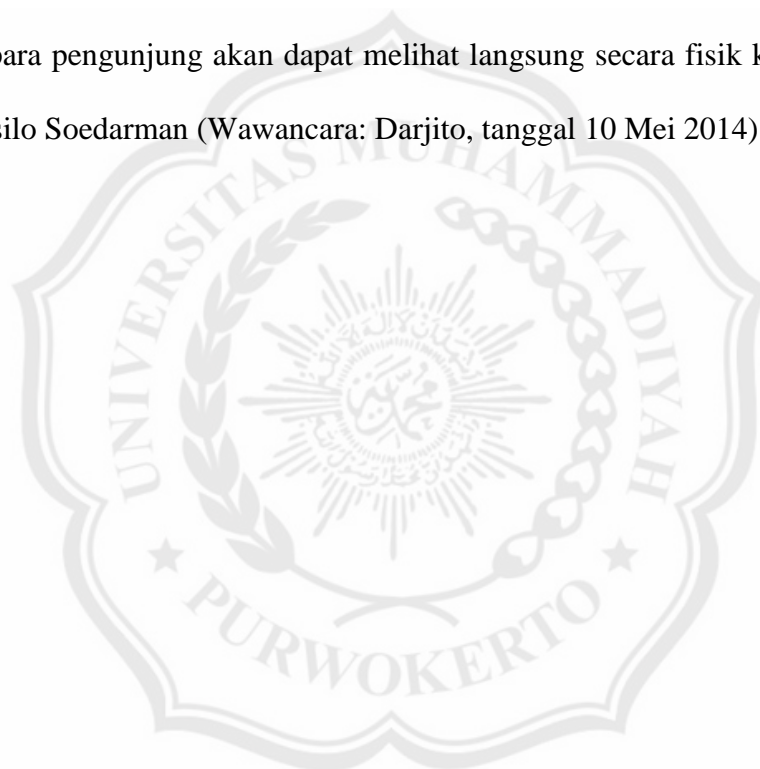 para pengunjung akan dapat melihat langsung secara fisik k
silo Soedarman (Wawancara: Darjito, tanggal 10 Mei 2014)
UNIVERSITAS MUHAMMADIYAH
PURWOKERTO